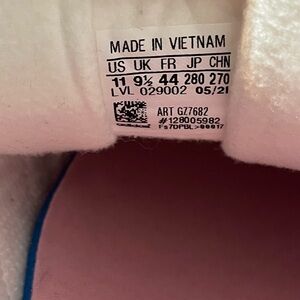 MADE IN VIETNAM
US UK FR JP CHN
11 9½ 44 280 270
LVL 029002 05/21
ART GZ7682
#128005982